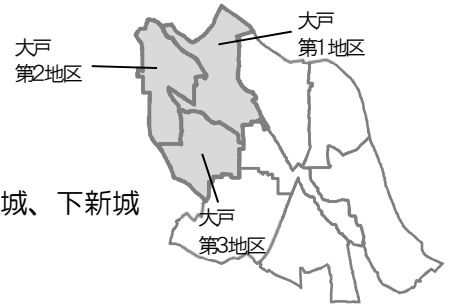 大戸
第1地区
大戸
第2地区
城、下新城
大戸
第3地区